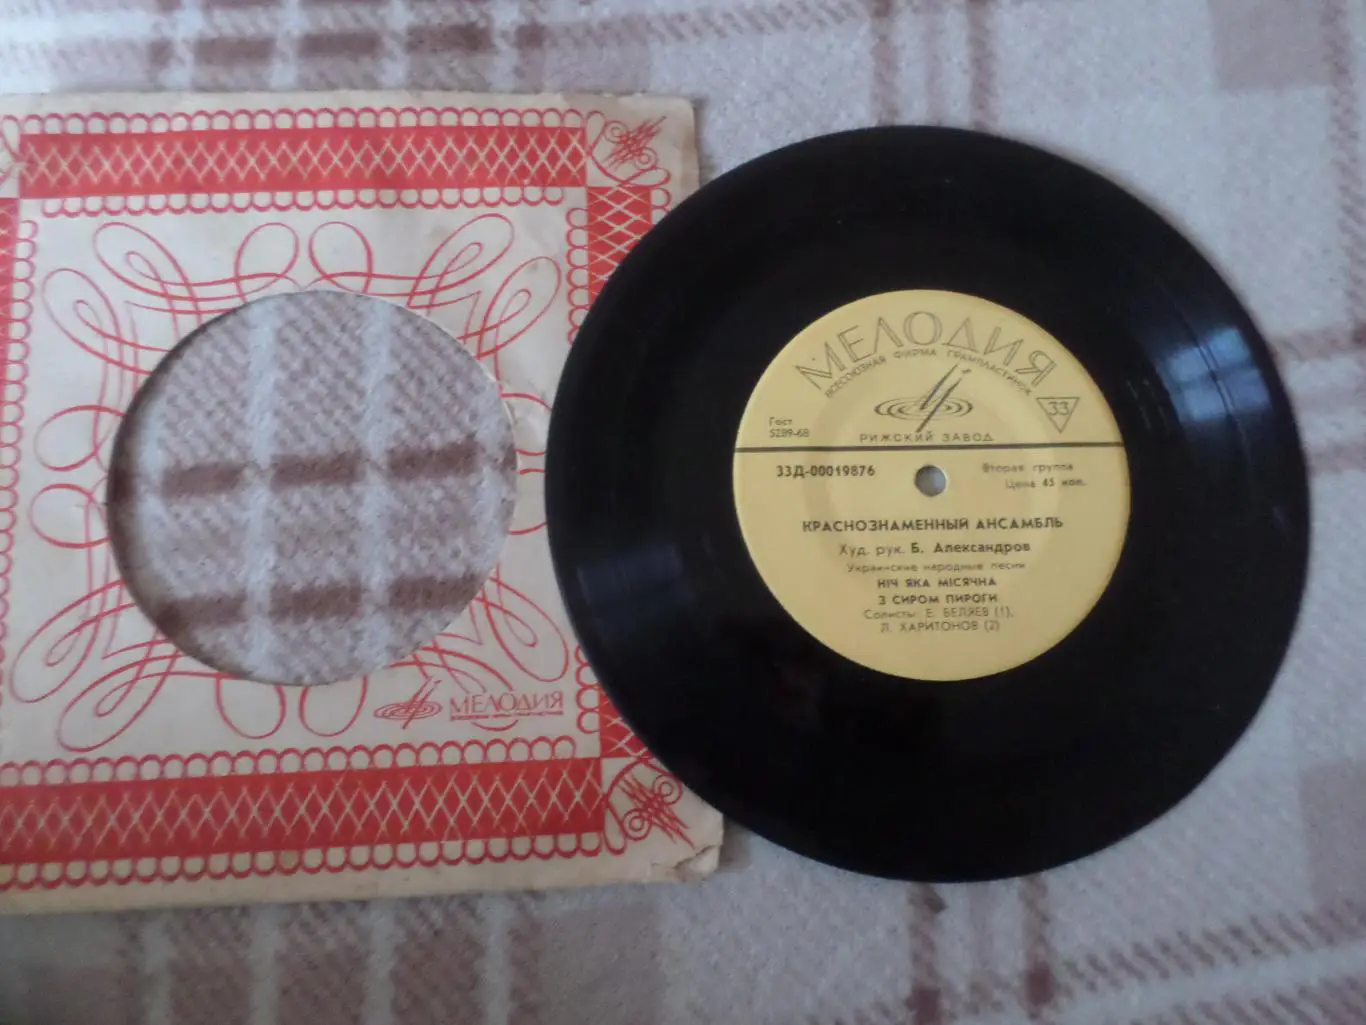 МЕЛОДИЯ
ВСЕСОЮЗНАЯ ФИРМА ГРАМПЛАСТИНОК
33
Гост
5289-68
РИЖСКИЙ ЗАВОД
33Д-00019876
Вторая группа
Цена 45 коп.
КРАСНОЗНАМЕННЫЙ АНСАМБЛЬ
Худ. рук. Б. Александров
Украинские народные песни
НІЧ ЯКА МІСЯЧНА
З СИРОМ ПИРОГИ
Солисты: Е. БЕЛЯЕВ (1),
Л. ХАРИТОНОВ (2)
МЕЛОДИЯ